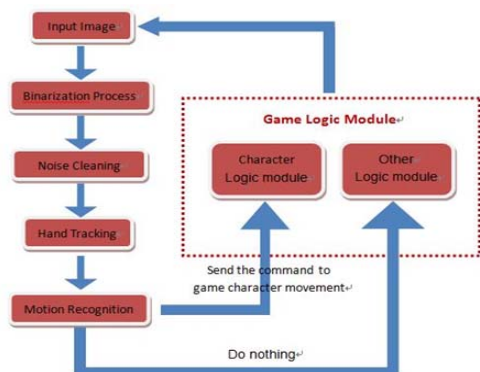 Input Image
Binarization Process
Noise Cleaning
Hand Tracking
Motion Recognition
Game Logic Module
Character
Logic module
Other
Logic module
Send the command to
game character movement
Do nothing